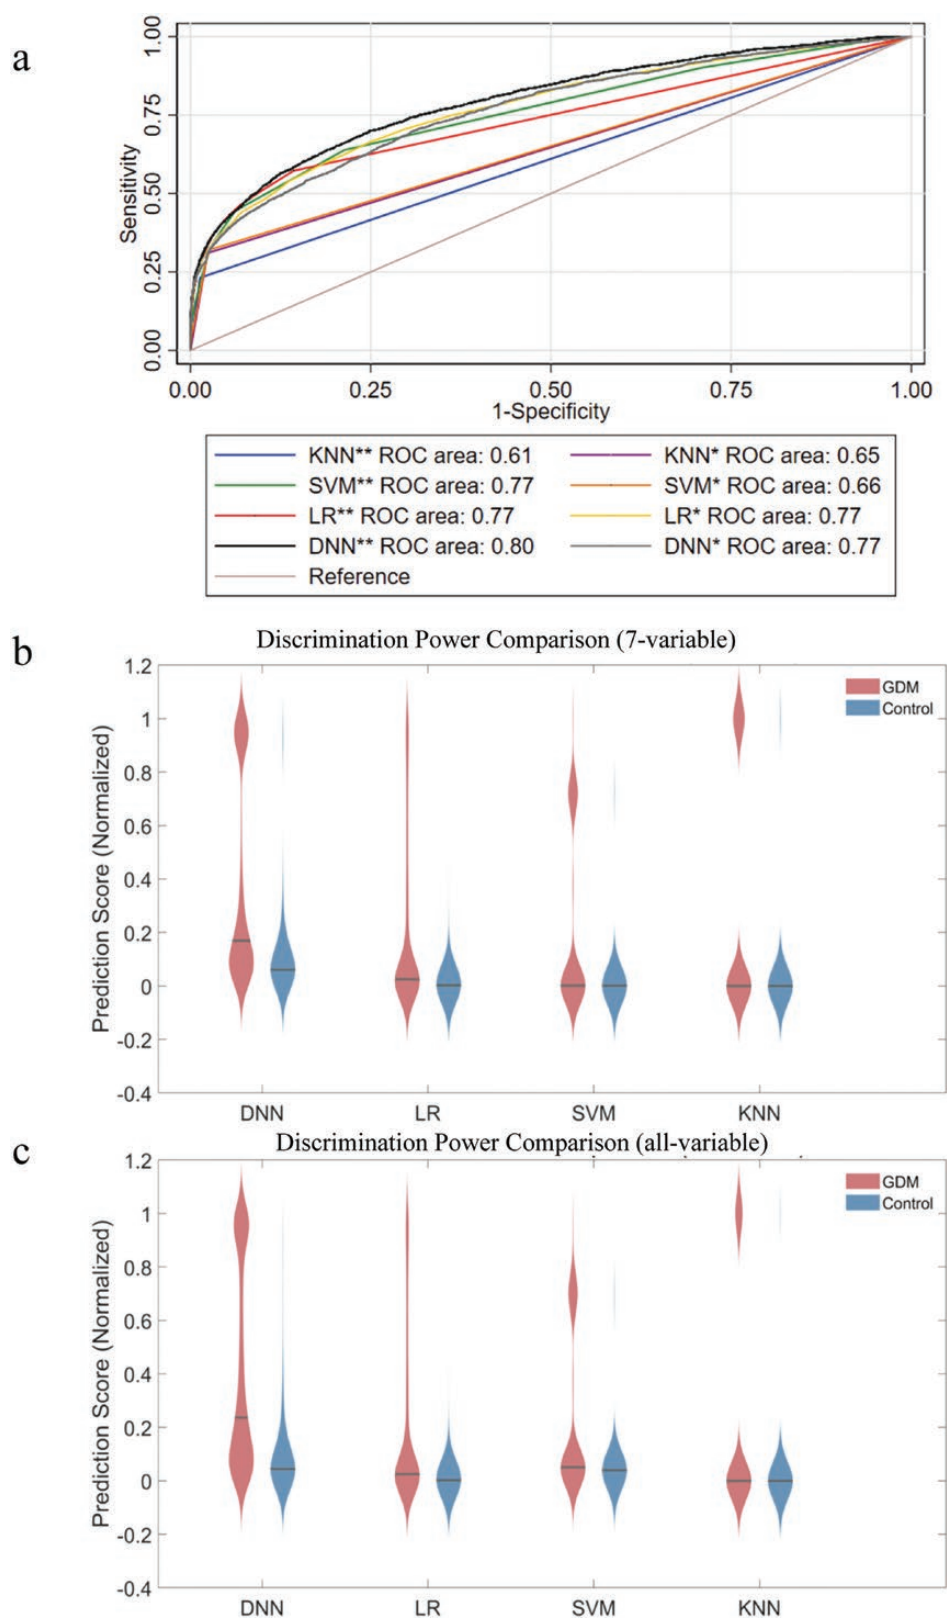 a
1.00
0.75
0.50
0.25
0.00
Sensitivity
0.00 0.25 0.50 0.75 1.00
1-Specificity
KNN** ROC area: 0.61 KNN* ROC area: 0.65
SVM** ROC area: 0.77 SVM* ROC area: 0.66
LR** ROC area: 0.77 LR* ROC area: 0.77
DNN** ROC area: 0.80 DNN* ROC area: 0.77
Reference
b
Discrimination Power Comparison (7-variable)
1.2
1
0.8
0.6
0.4
0.2
0
-0.2
-0.4
Prediction Score (Normalized)
GDM
Control
DNN LR SVM KNN
c
Discrimination Power Comparison (all-variable)
1.2
1
0.8
0.6
0.4
0.2
0
-0.2
-0.4
Prediction Score (Normalized)
GDM
Control
DNN LR SVM KNN